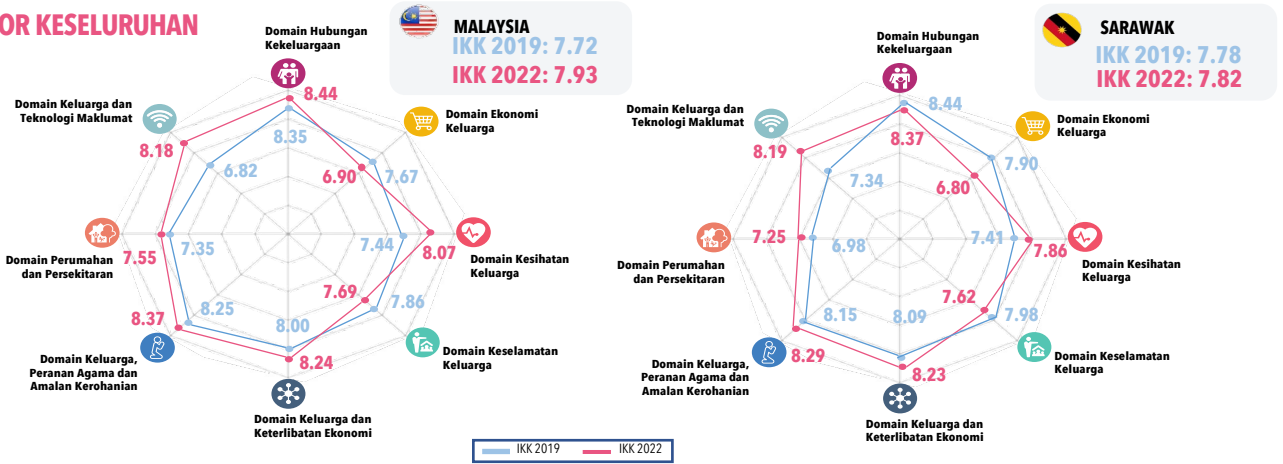 OR KESELURUHAN
MALAYSIA
IKK 2019: 7.72
IKK 2022: 7.93
Domain Hubungan
Kekeluargaan
8.44
8.35
Domain Ekonomi
Keluarga
6.90
7.67
Domain Kesihatan
Keluarga
7.44
8.07
Domain Keselamatan
Keluarga
7.69
7.86
Domain Keluarga dan
Keterlibatan Ekonomi
8.00
8.24
Domain Keluarga,
Peranan Agama dan
Amalan Kerohanian
8.25
8.37
Domain Perumahan
dan Persekitaran
7.35
7.55
Domain Keluarga dan
Teknologi Maklumat
8.18
6.82
SARAWAK
IKK 2019: 7.78
IKK 2022: 7.82
Domain Hubungan
Kekeluargaan
8.44
8.37
Domain Ekonomi
Keluarga
7.90
6.80
Domain Kesihatan
Keluarga
7.41
7.86
Domain Keselamatan
Keluarga
7.62
7.98
Domain Keluarga dan
Keterlibatan Ekonomi
8.09
8.23
Domain Keluarga,
Peranan Agama dan
Amalan Kerohanian
8.15
8.29
Domain Perumahan
dan Persekitaran
7.25
6.98
Domain Keluarga dan
Teknologi Maklumat
8.19
7.34
IKK 2019
IKK 2022